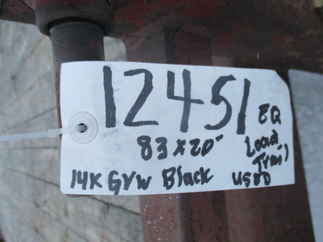 12451 EQ
83 x 20' Load
Trail
14K GVW Black used